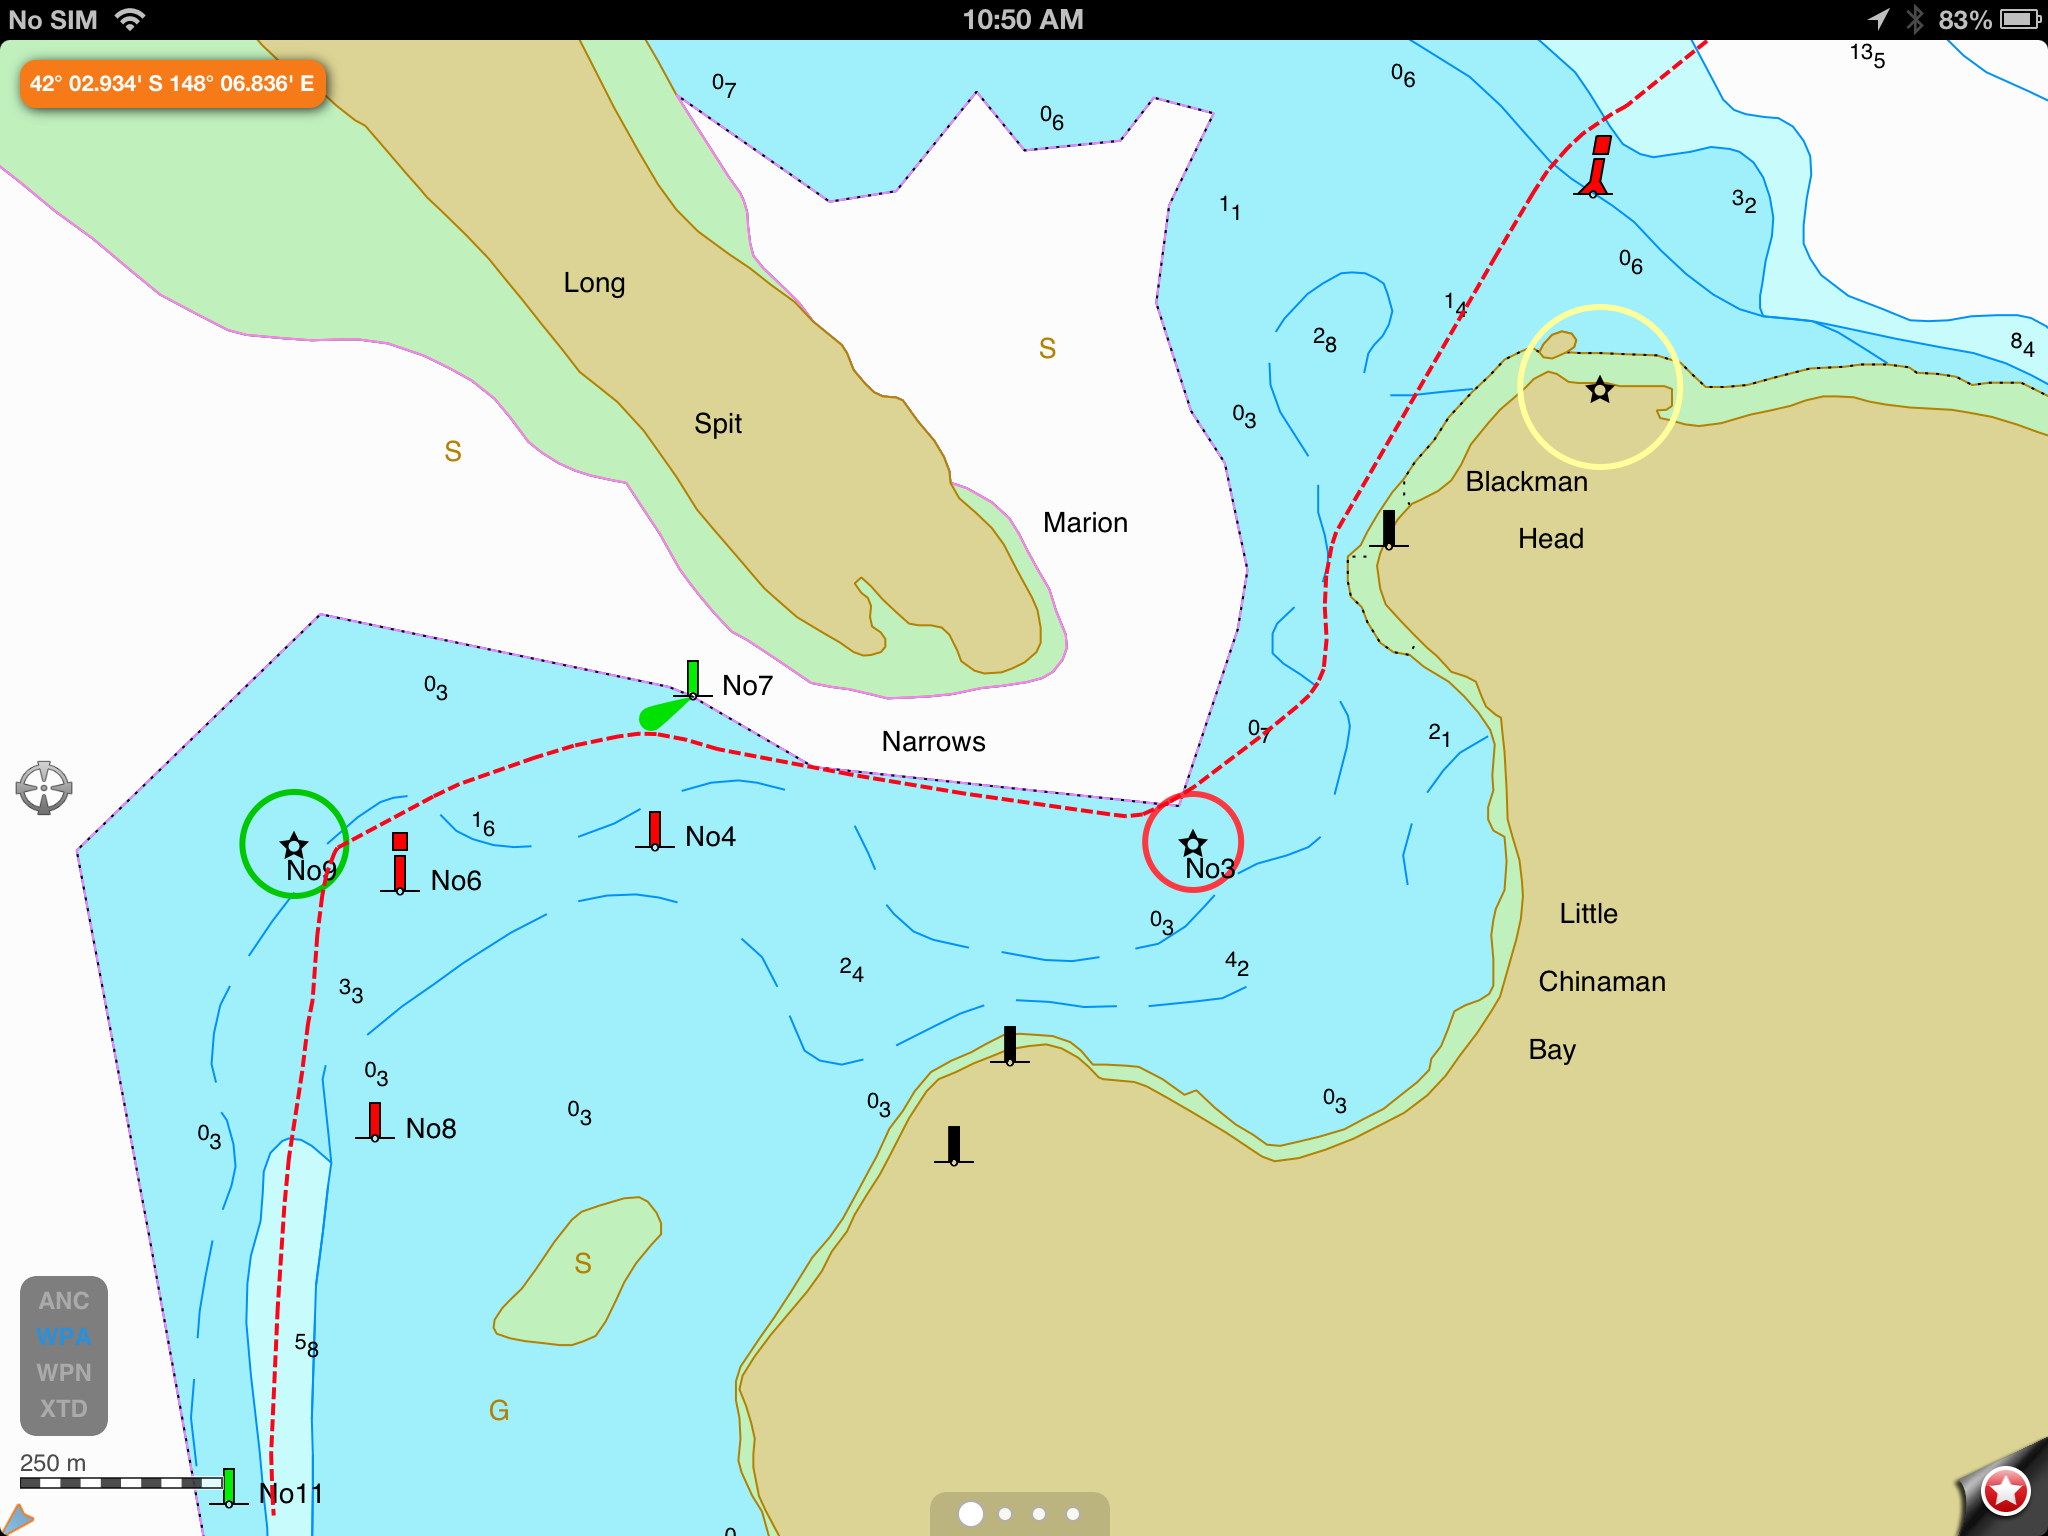 No SIM 10:50 AM 83%
42° 02.934' S 148° 06.836' E
13₅
0₇
0₆
0₆
1₁
3₂
0₆
Long
1₄
2₈
8₄
S
0₃
Spit
S
Blackman
Marion
Head
0₃
No7
0₇
2₁
Narrows
1₆
No4
No9
No6
No3
0₃
Little
2₄
4₂
Chinaman
3₃
Bay
0₃
0₃
0₃
0₃
0₃
No8
S
ANC
WPA
WPN
XTD
5₈
G
250 m
No11
0